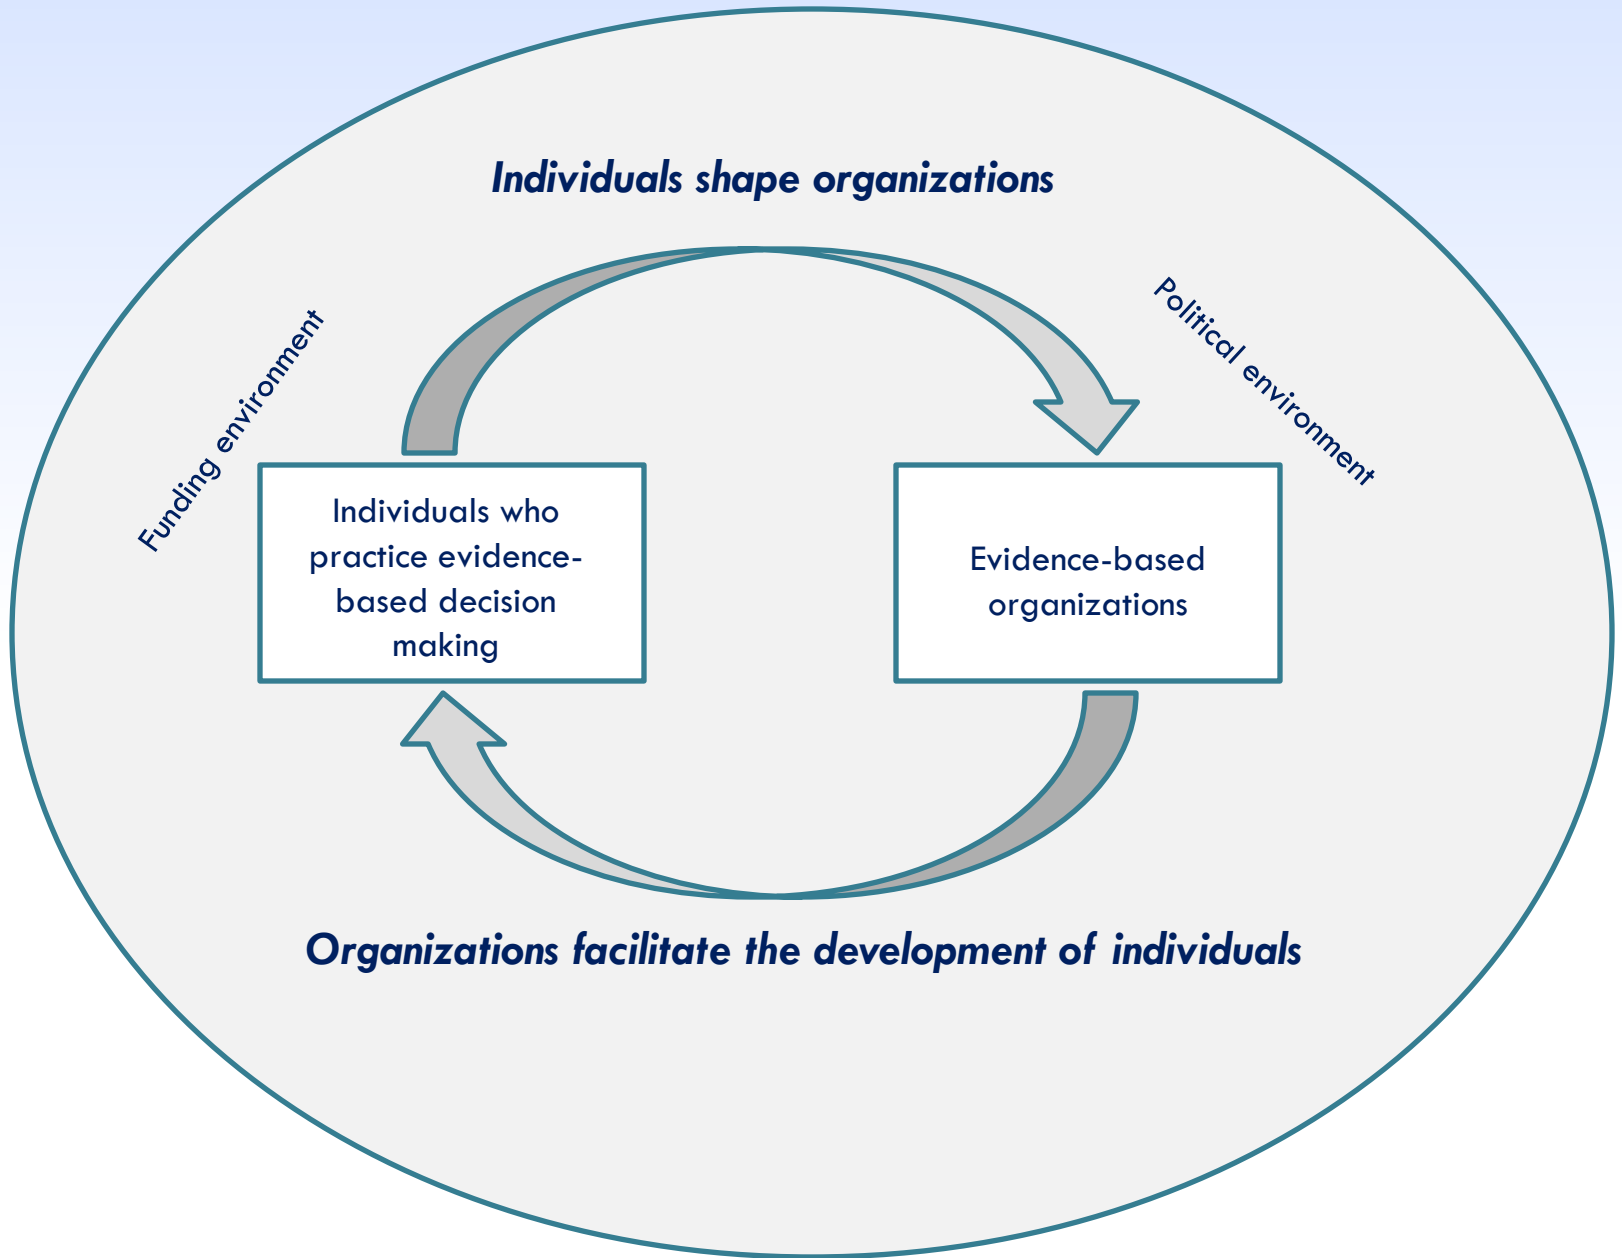 Individuals shape organizations
Funding environment
Political environment
Individuals who
practice evidence-
based decision
making
Evidence-based
organizations
Organizations facilitate the development of individuals